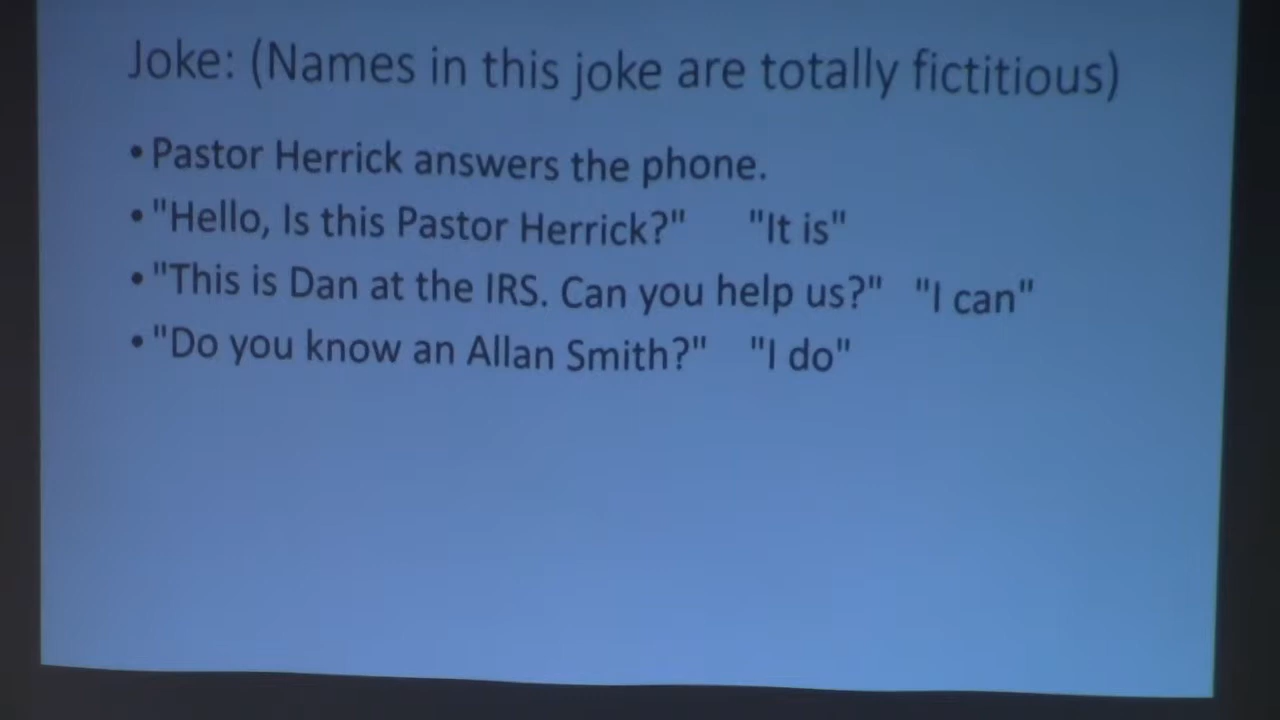 Joke: (Names in this joke are totally fictitious)
• Pastor Herrick answers the phone.
• "Hello, Is this Pastor Herrick?" "It is"
• "This is Dan at the IRS. Can you help us?" "I can"
• "Do you know an Allan Smith?" "I do"